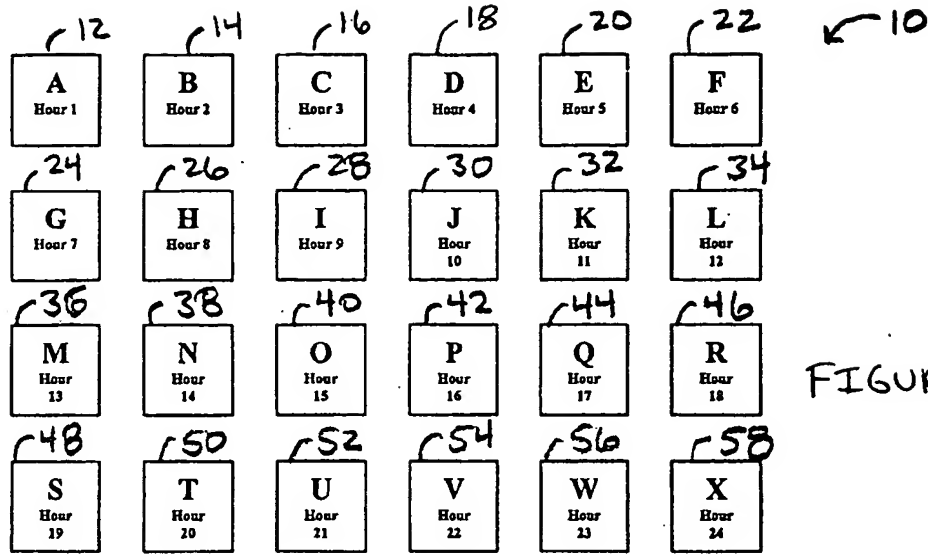 12 14 16 18 20 22 10
A B C D E F
Hour 1 Hour 2 Hour 3 Hour 4 Hour 5 Hour 6
24 26 28 30 32 34
G H I J K L
Hour 7 Hour 8 Hour 9 Hour Hour Hour
10 11 12
36 38 40 42 44 46
M N O P Q R
Hour Hour Hour Hour Hour Hour
13 14 15 16 17 18
FIGUR
48 50 52 54 56 58
S T U V W X
Hour Hour Hour Hour Hour Hour
19 20 21 22 23 24